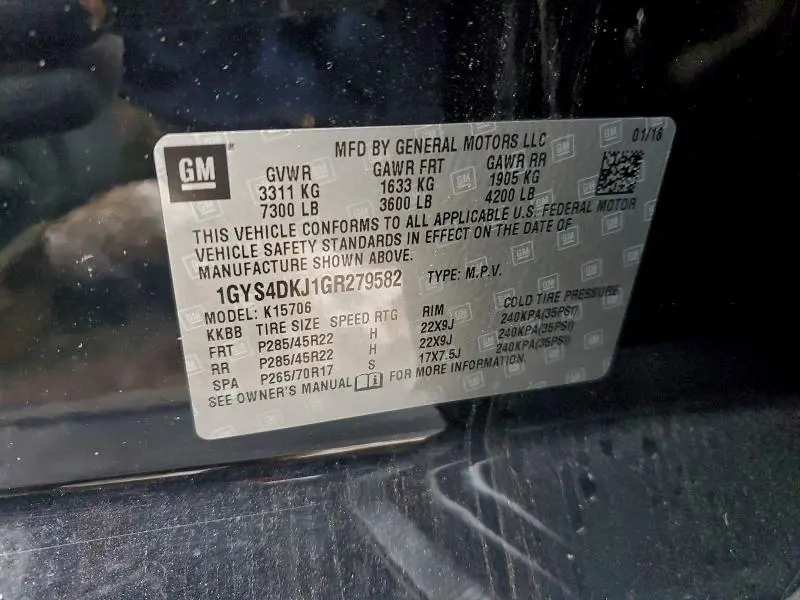 GM
MFD BY GENERAL MOTORS LLC
01/16
GVWR GAWR FRT GAWR RR
3311 KG 1633 KG 1905 KG
7300 LB 3600 LB 4200 LB
THIS VEHICLE CONFORMS TO ALL APPLICABLE U.S. FEDERAL MOTOR
VEHICLE SAFETY STANDARDS IN EFFECT ON THE DATE OF
MANUFACTURE SHOWN ABOVE.
1GYS4DKJ1GR279582 TYPE: M.P.V.
MODEL: K15706
KKBB TIRE SIZE SPEED RTG RIM COLD TIRE PRESSURE
FRT P285/45R22 H 22X9J 240KPA(35PSI)
RR P285/45R22 H 22X9J 240KPA(35PSI)
SPA P265/70R17 S 17X7.5J 240KPA(35PSI)
SEE OWNER'S MANUAL FOR MORE INFORMATION.